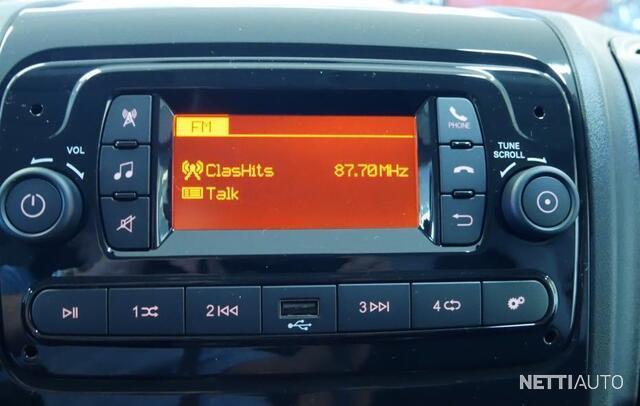 FM
VOL
PHONE
TUNE
SCROLL
ClasHits 87.70MHz
Talk
1
2
3
4
NETTIAUTO